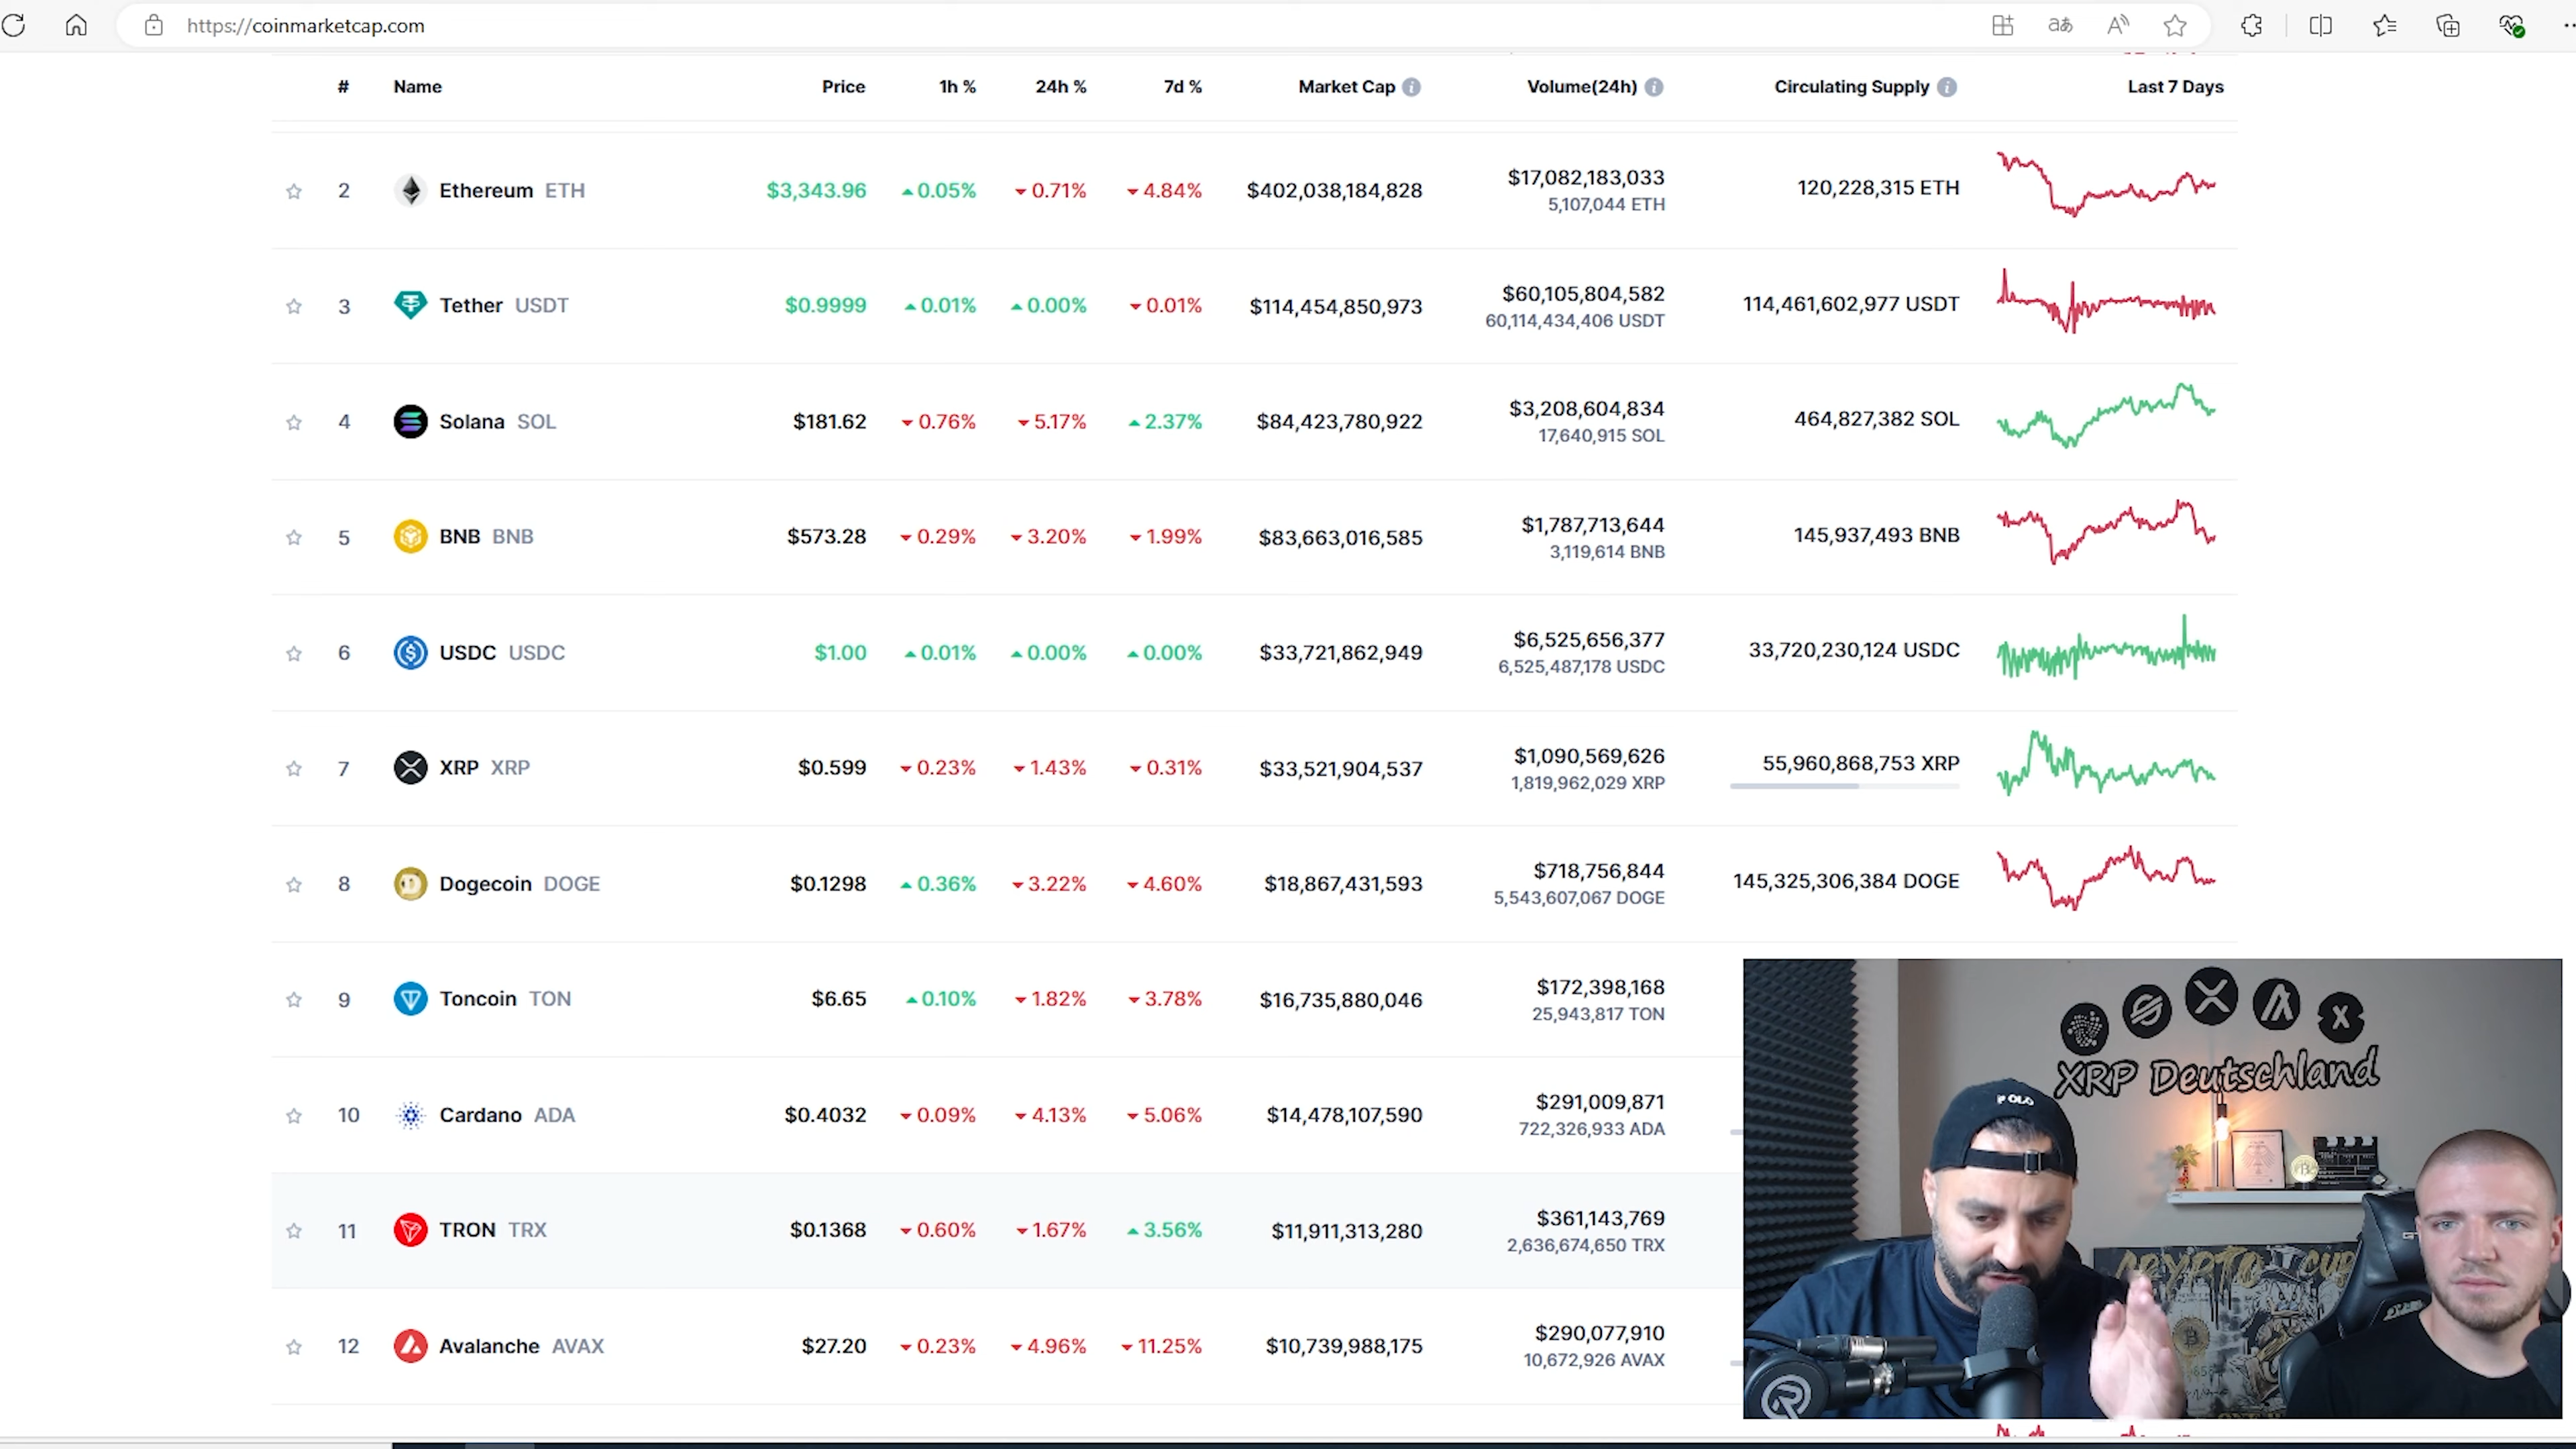 https://coinmarketcap.com
# Name Price 1h % 24h % 7d % Market Cap Volume(24h) Circulating Supply Last 7 Days
2 Ethereum ETH $3,343.96 0.05% 0.71% 4.84% $402,038,184,828 $17,082,183,033 120,228,315 ETH
5,107,044 ETH
3 Tether USDT $0.9999 0.01% 0.00% 0.01% $114,454,850,973 $60,105,804,582 114,461,602,977 USDT
60,114,434,406 USDT
4 Solana SOL $181.62 0.76% 5.17% 2.37% $84,423,780,922 $3,208,604,834 464,827,382 SOL
17,640,915 SOL
5 BNB BNB $573.28 0.29% 3.20% 1.99% $83,663,016,585 $1,787,713,644 145,937,493 BNB
3,119,614 BNB
6 USDC USDC $1.00 0.01% 0.00% 0.00% $33,721,862,949 $6,525,656,377 33,720,230,124 USDC
6,525,487,178 USDC
7 XRP XRP $0.599 0.23% 1.43% 0.31% $33,521,904,537 $1,090,569,626 55,960,868,753 XRP
1,819,962,029 XRP
8 Dogecoin DOGE $0.1298 0.36% 3.22% 4.60% $18,867,431,593 $718,756,844 145,325,306,384 DOGE
5,543,607,067 DOGE
9 Toncoin TON $6.65 0.10% 1.82% 3.78% $16,735,880,046 $172,398,168
25,943,817 TON
10 Cardano ADA $0.4032 0.09% 4.13% 5.06% $14,478,107,590 $291,009,871
722,326,933 ADA
11 TRON TRX $0.1368 0.60% 1.67% 3.56% $11,911,313,280 $361,143,769
2,636,674,650 TRX
12 Avalanche AVAX $27.20 0.23% 4.96% 11.25% $10,739,988,175 $290,077,910
10,672,926 AVAX
XRP Deutschland
POLO
CRYPTO